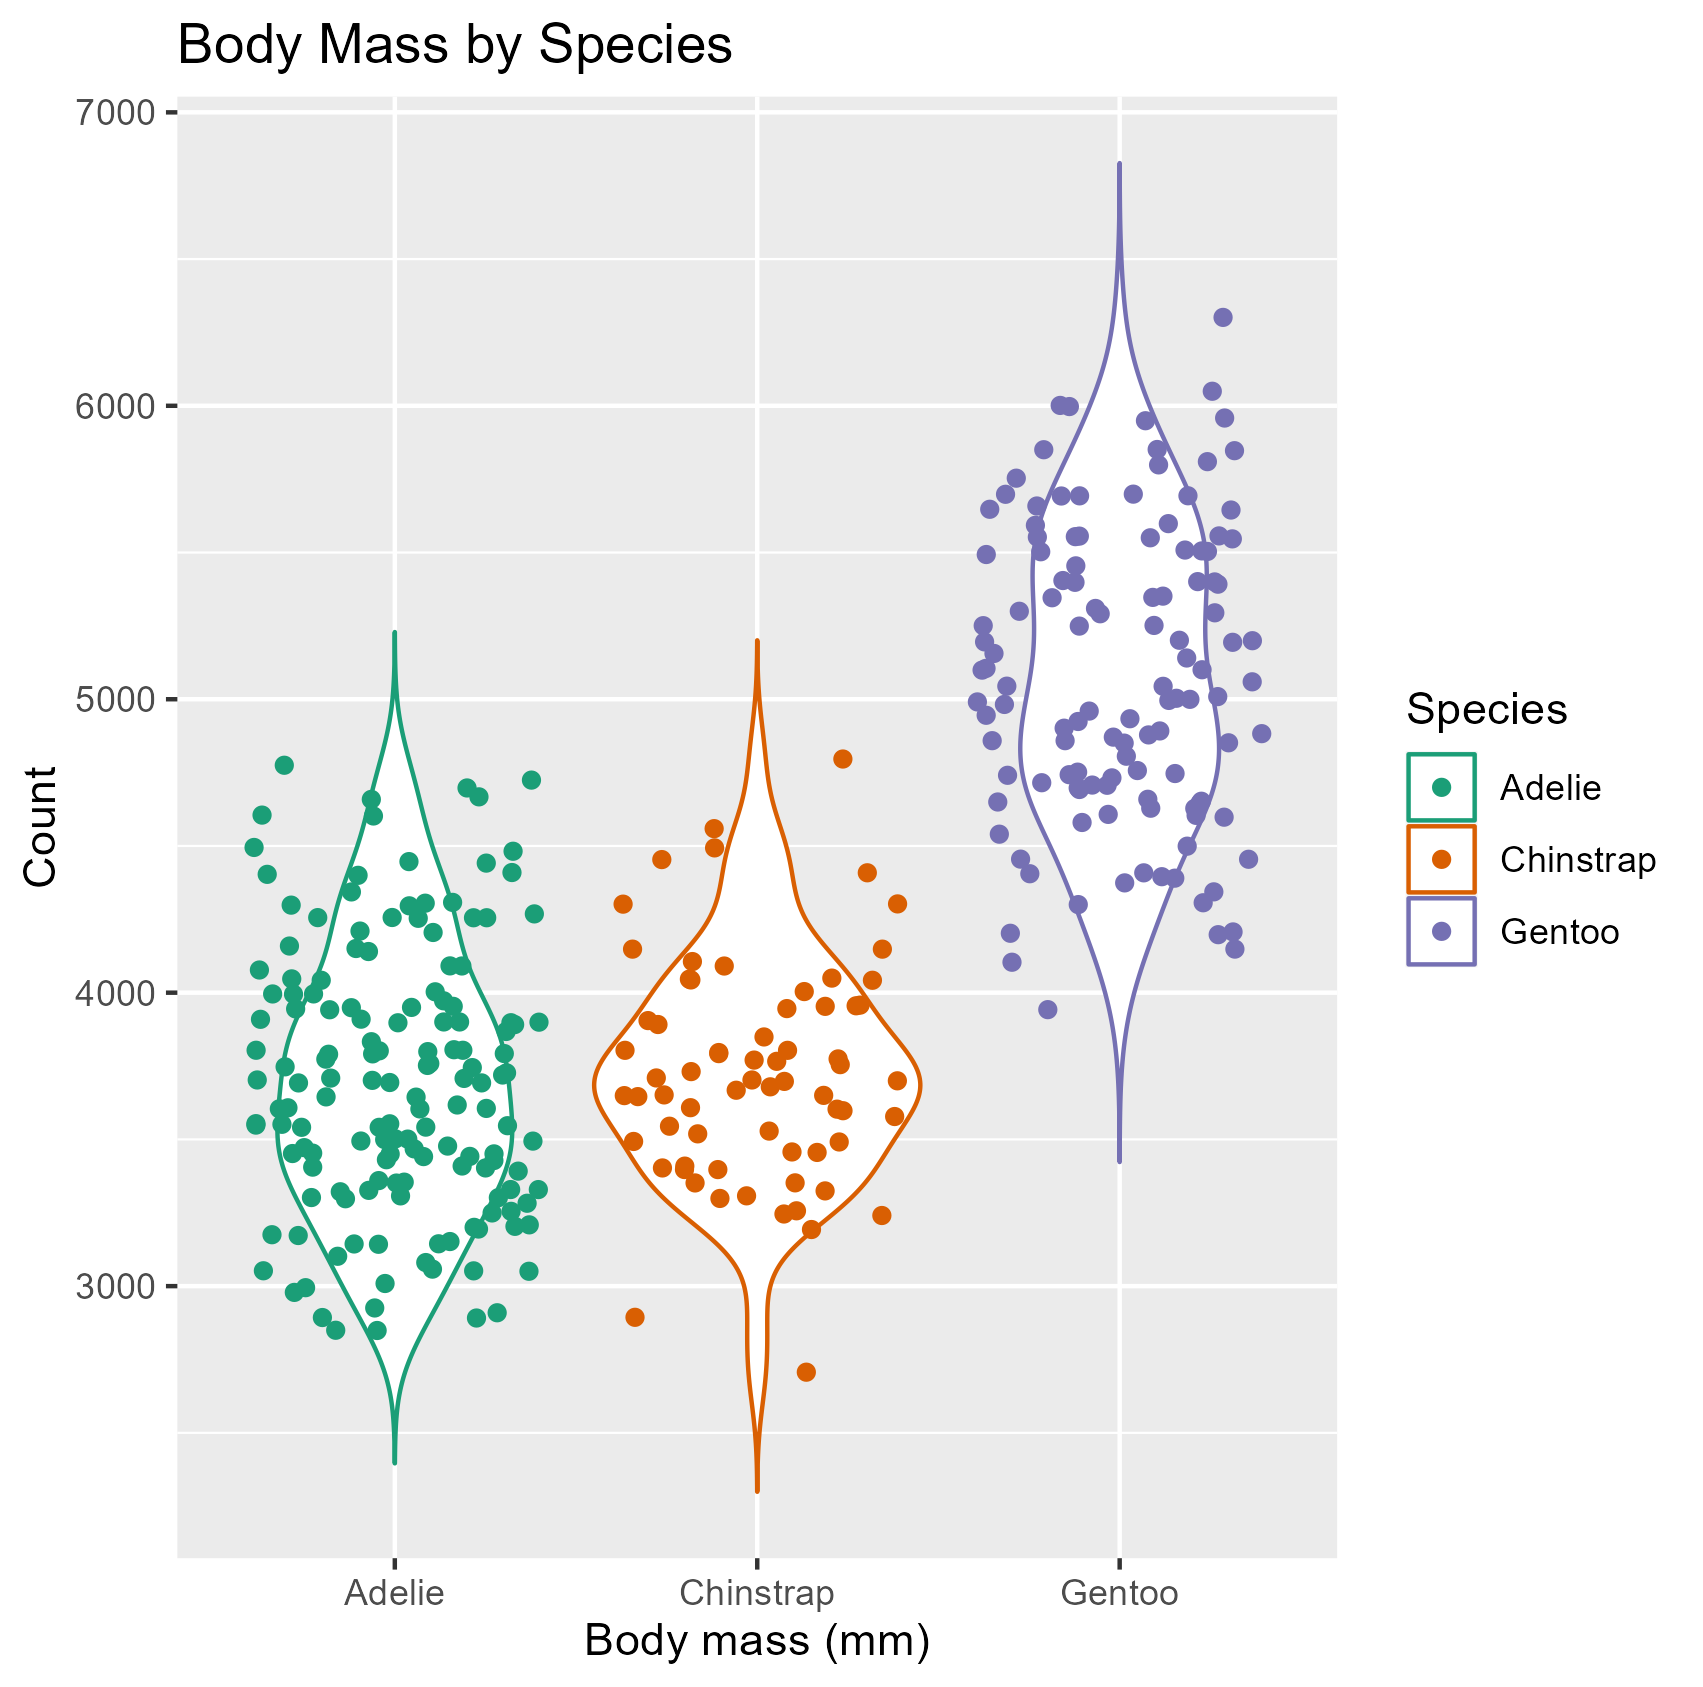 Body Mass by Species
7000
6000
5000
4000
3000
Count
Adelie
Chinstrap
Gentoo
Body mass (mm)
Species
Adelie
Chinstrap
Gentoo